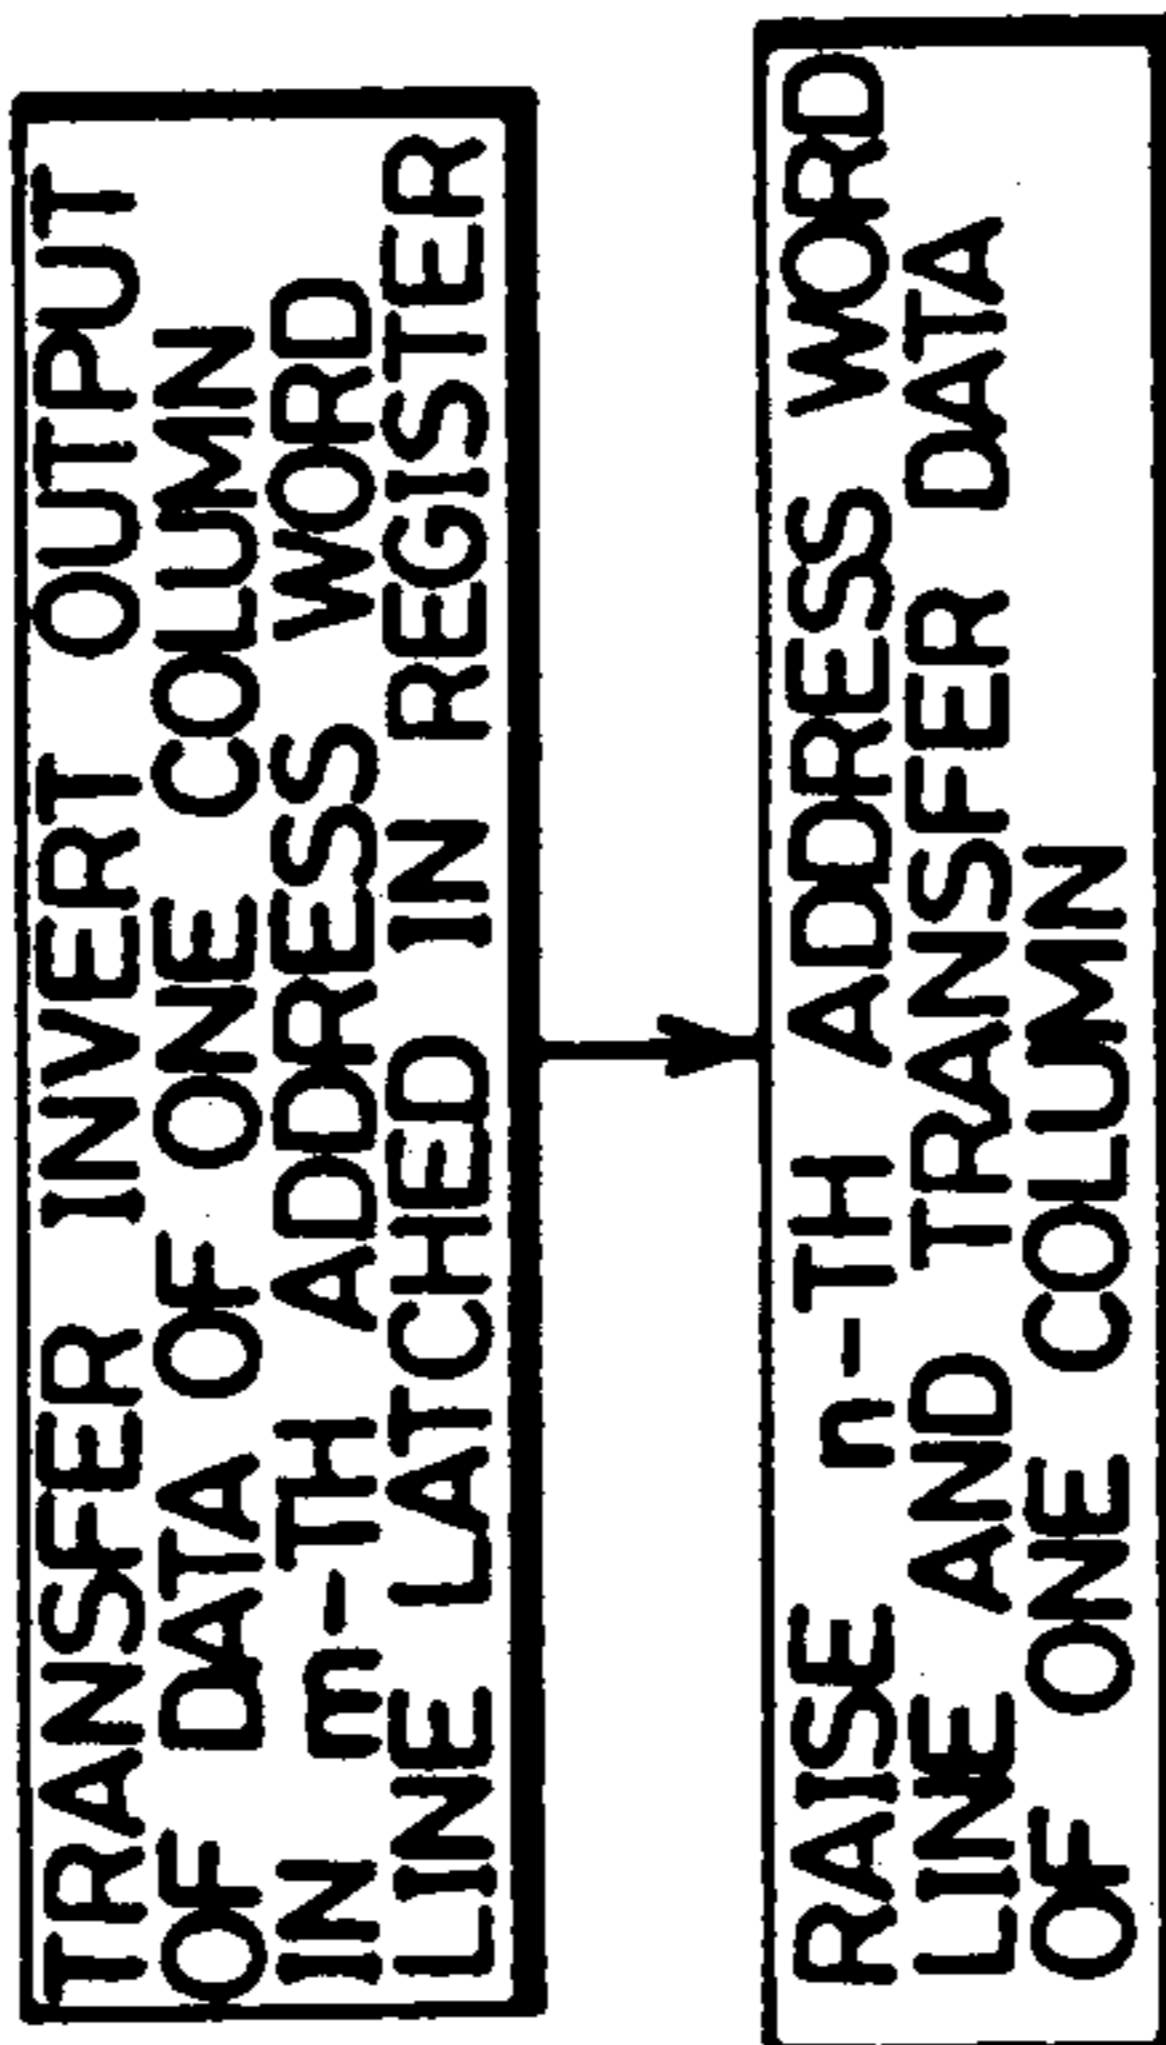 TRANSFER INVERT OUTPUT
OF DATA OF ONE COLUMN
IN m-TH ADDRESS WORD
LINE LATCHED IN REGISTER
RAISE n-TH ADDRESS WORD
LINE AND TRANSFER DATA
OF ONE COLUMN